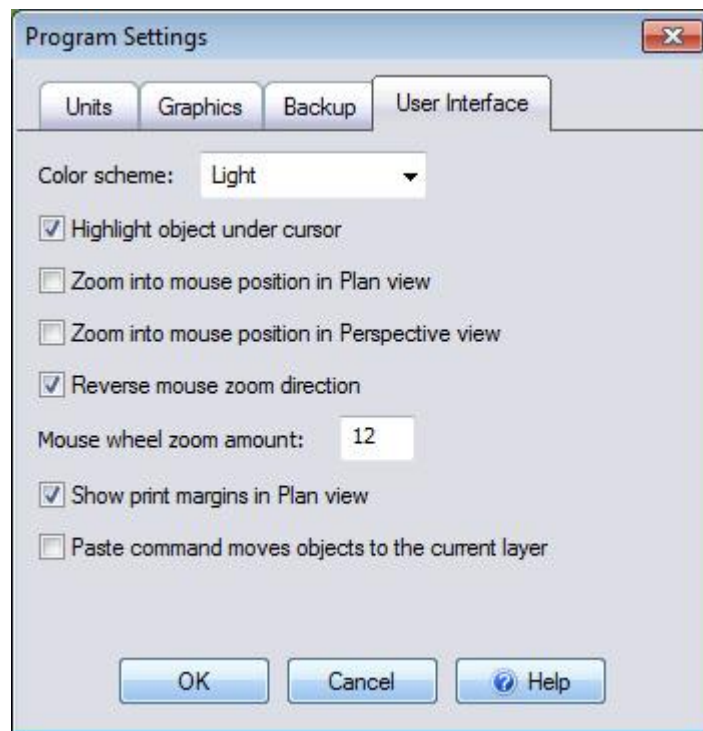 Program Settings
Units Graphics Backup User Interface
Color scheme: Light
Highlight object under cursor
Zoom into mouse position in Plan view
Zoom into mouse position in Perspective view
Reverse mouse zoom direction
Mouse wheel zoom amount: 12
Show print margins in Plan view
Paste command moves objects to the current layer
OK Cancel Help